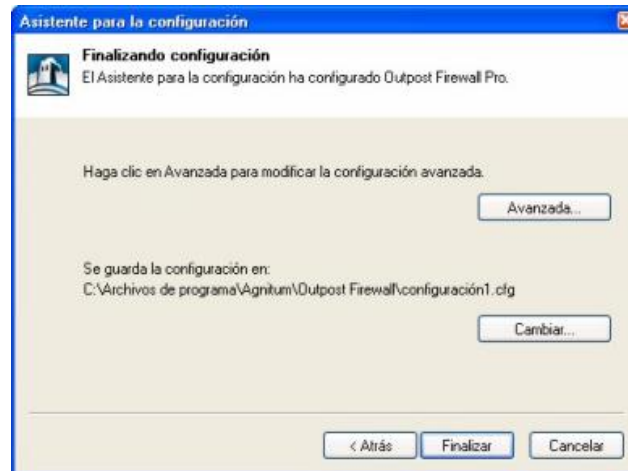 Asistente para la configuración
Finalizando configuración
El Asistente para la configuración ha configurado Outpost Firewall Pro.
Haga clic en Avanzada para modificar la configuración avanzada.
Avanzada...
Se guarda la configuración en:
C:\Archivos de programa\Agnitum\Outpost Firewall\configuración1.cfg
Cambiar...
< Atrás Finalizar Cancelar